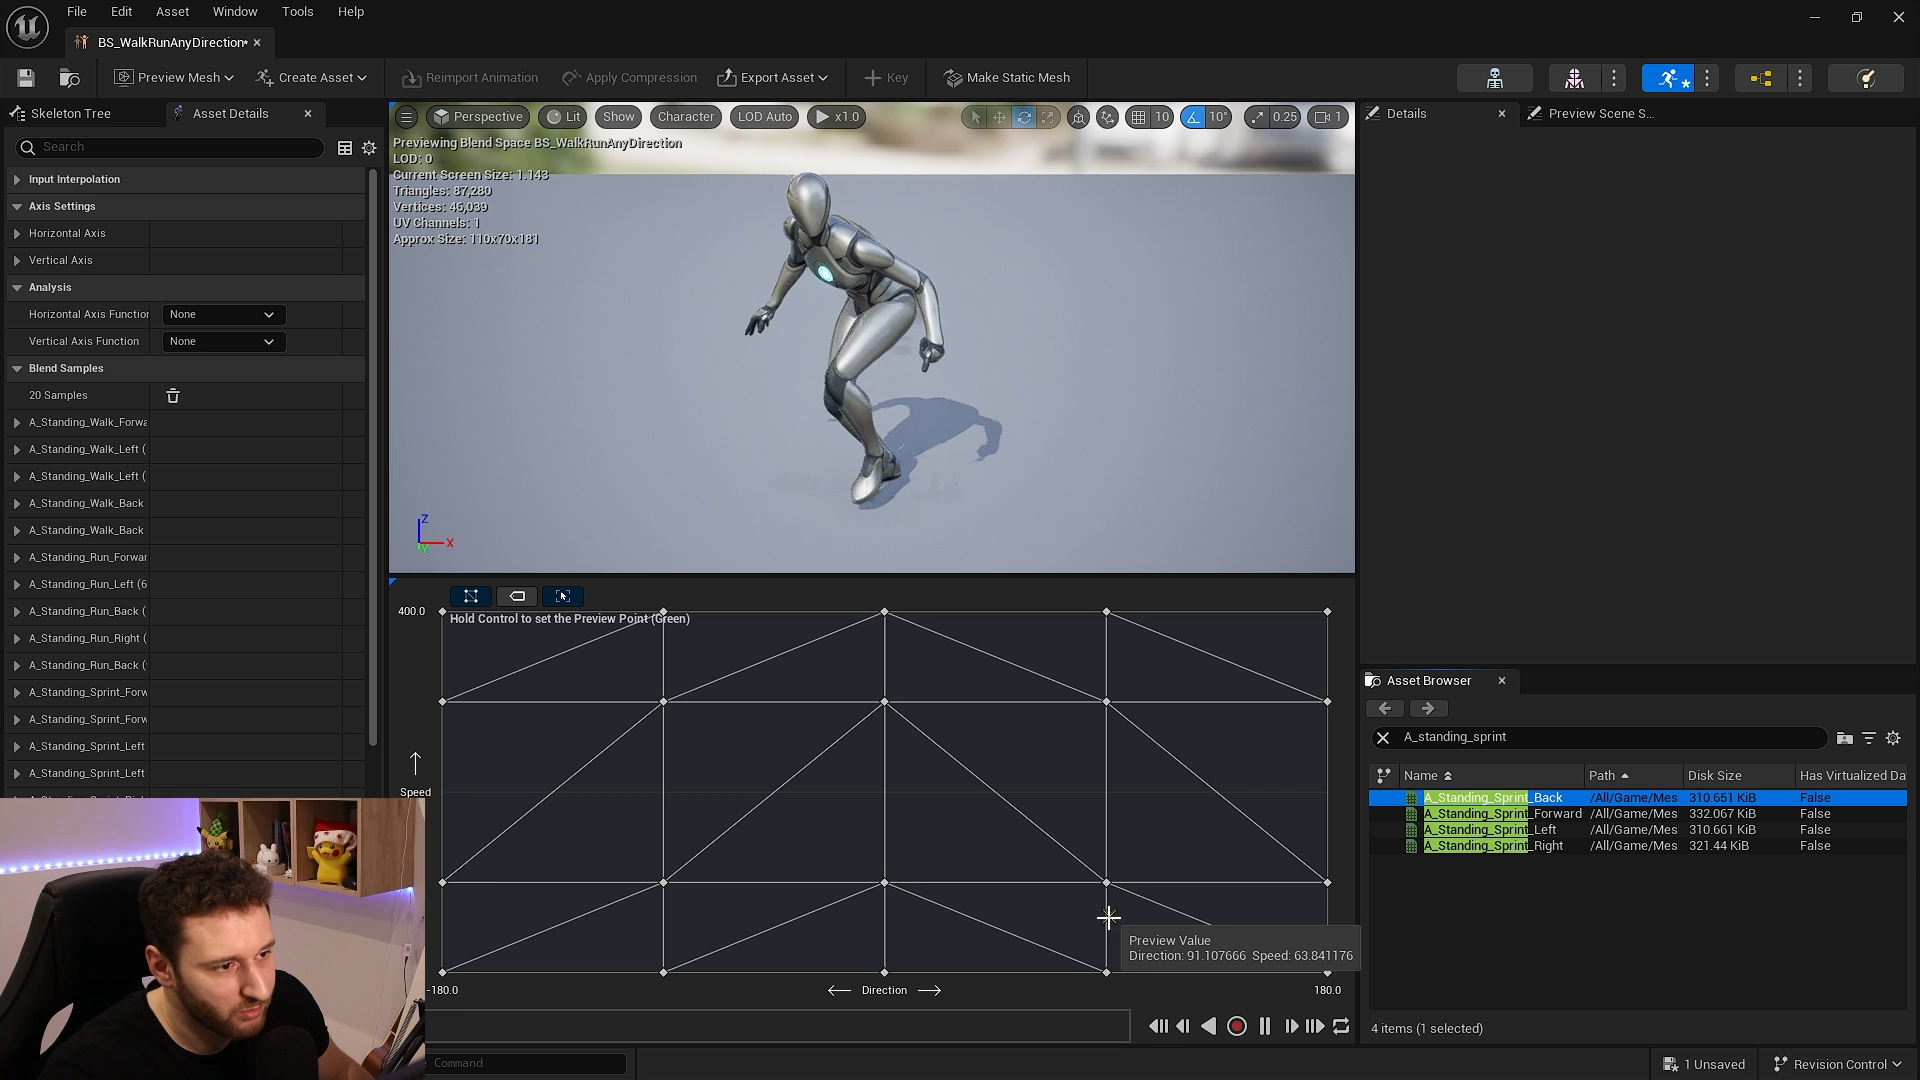 File Edit Asset Window Tools Help
BS_WalkRunAnyDirection*
Preview Mesh Create Asset Reimport Animation Apply Compression Export Asset Key Make Static Mesh
Skeleton Tree Asset Details
Search
Input Interpolation
Axis Settings
Horizontal Axis
Vertical Axis
Analysis
Horizontal Axis Function None
Vertical Axis Function None
Blend Samples
20 Samples
A_Standing_Walk_Forwa
A_Standing_Walk_Left (
A_Standing_Walk_Left (
A_Standing_Walk_Back
A_Standing_Walk_Back
A_Standing_Run_Forwar
A_Standing_Run_Left (6
A_Standing_Run_Back (
A_Standing_Run_Right (
A_Standing_Run_Back (
A_Standing_Sprint_Forw
A_Standing_Sprint_Forw
A_Standing_Sprint_Left
A_Standing_Sprint_Left
Perspective Lit Show Character LOD Auto x1.0 10 10° 0.25 1
Previewing Blend Space BS_WalkRunAnyDirection
LOD: 0
Current Screen Size: 1.143
Triangles: 87,280
Vertices: 46,039
UV Channels: 1
Approx Size: 110x70x181
Z
X
Y
400.0
Hold Control to set the Preview Point (Green)
Speed
Preview Value
Direction: 91.107666 Speed: 63.841176
-180.0 Direction 180.0
Command
Details Preview Scene S...
Asset Browser
A_standing_sprint
Name Path Disk Size Has Virtualized Da
A_Standing_Sprint_Back /All/Game/Mes 310.651 KiB False
A_Standing_Sprint_Forward /All/Game/Mes 332.067 KiB False
A_Standing_Sprint_Left /All/Game/Mes 310.661 KiB False
A_Standing_Sprint_Right /All/Game/Mes 321.44 KiB False
4 items (1 selected)
1 Unsaved Revision Control